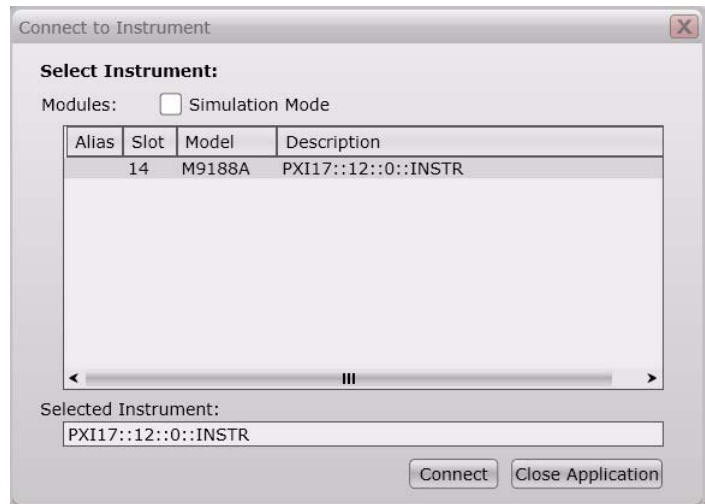 Connect to Instrument
X
Select Instrument:
Modules: Simulation Mode
Alias Slot Model Description
14 M9188A PXI17::12::0::INSTR
Selected Instrument:
PXI17::12::0::INSTR
Connect Close Application